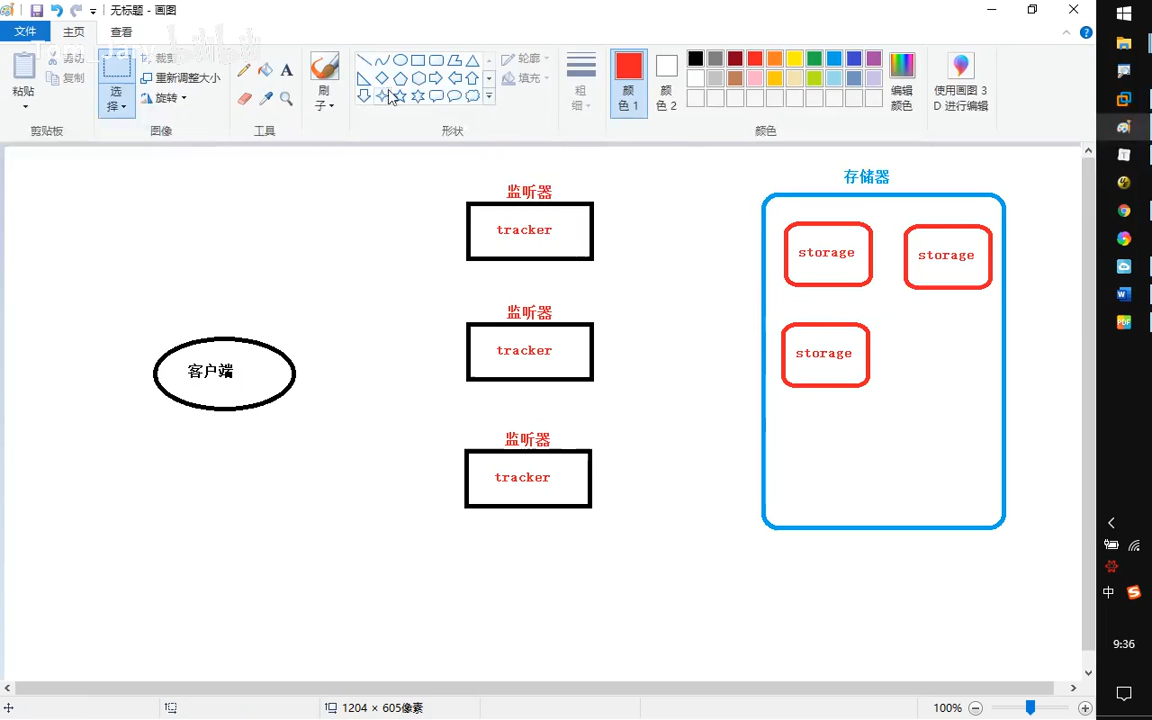 无标题 - 画图
文件
主页
查看
粘贴
剪切
复制
剪贴板
选择
重新调整大小
旋转
图像
A
工具
刷子
形状
轮廓
填充
粗细
颜色 1
颜色 2
颜色
编辑颜色
使用画图 3D 进行编辑
监听器
tracker
监听器
tracker
监听器
tracker
客户端
存储器
storage
storage
storage
中
9:36
1204 × 605像素
100%